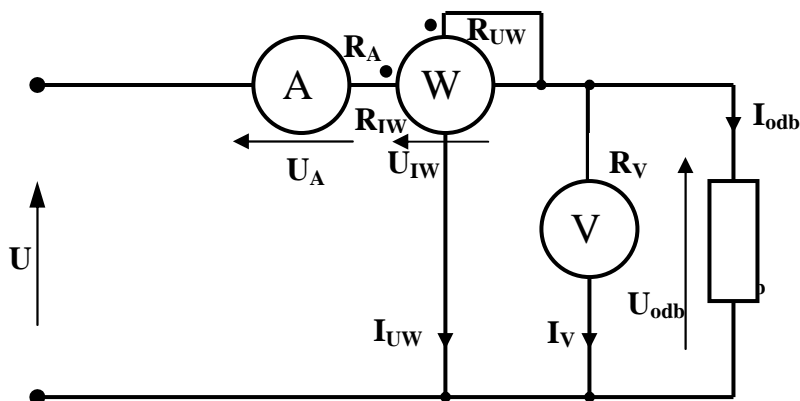 R_UW
R_A
A
W
R_IW
I_odb
U_A
U_IW
R_V
V
U
U_odb
I_UW
I_V